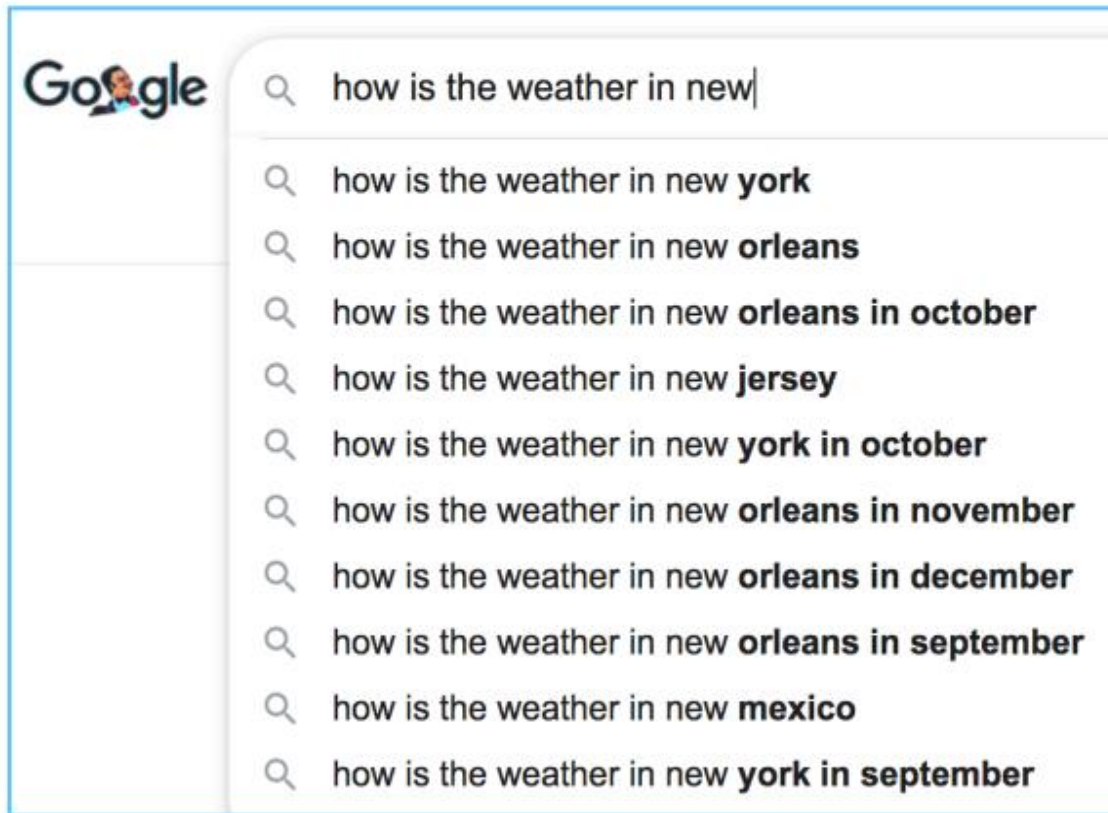 Google
how is the weather in new
how is the weather in new york
how is the weather in new orleans
how is the weather in new orleans in october
how is the weather in new jersey
how is the weather in new york in october
how is the weather in new orleans in november
how is the weather in new orleans in december
how is the weather in new orleans in september
how is the weather in new mexico
how is the weather in new york in september